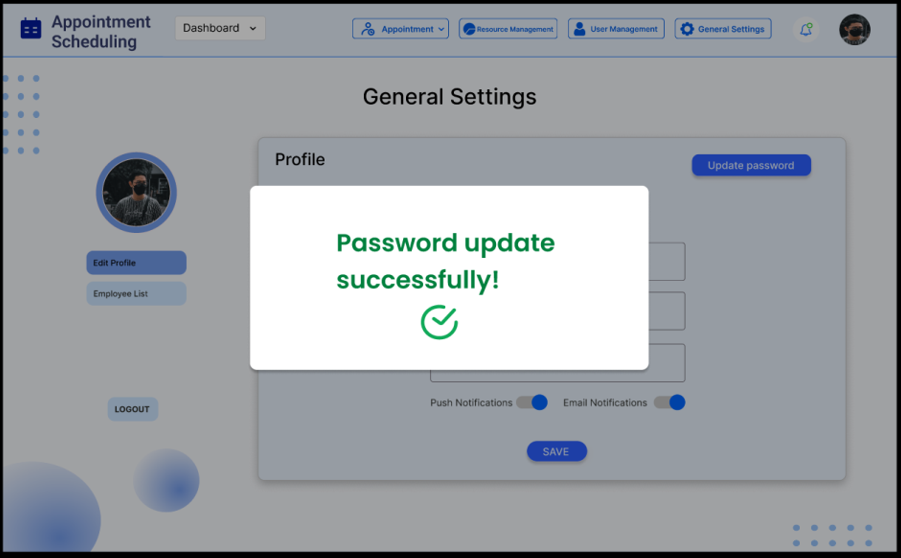 Appointment
Scheduling
Dashboard
Appointment
Resource Management
User Management
General Settings
General Settings
Profile
Update password
Password update
successfully!
Edit Profile
Employee List
Push Notifications
Email Notifications
LOGOUT
SAVE